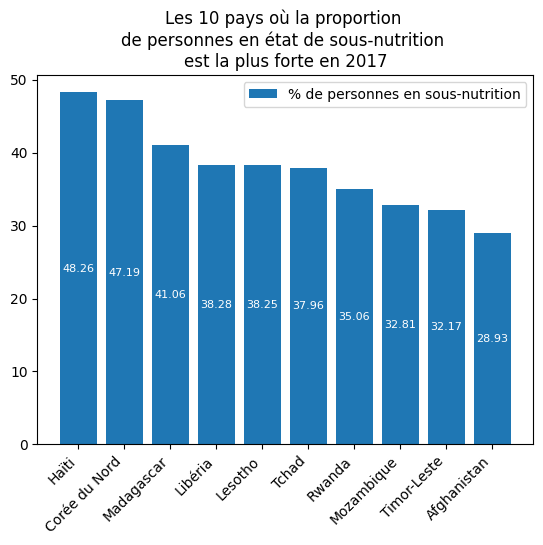 Les 10 pays où la proportion
de personnes en état de sous-nutrition
est la plus forte en 2017
% de personnes en sous-nutrition
50
40
30
20
10
0
48.26
47.19
41.06
38.28
38.25
37.96
35.06
32.81
32.17
28.93
Haïti
Corée du Nord
Madagascar
Libéria
Lesotho
Tchad
Rwanda
Mozambique
Timor-Leste
Afghanistan